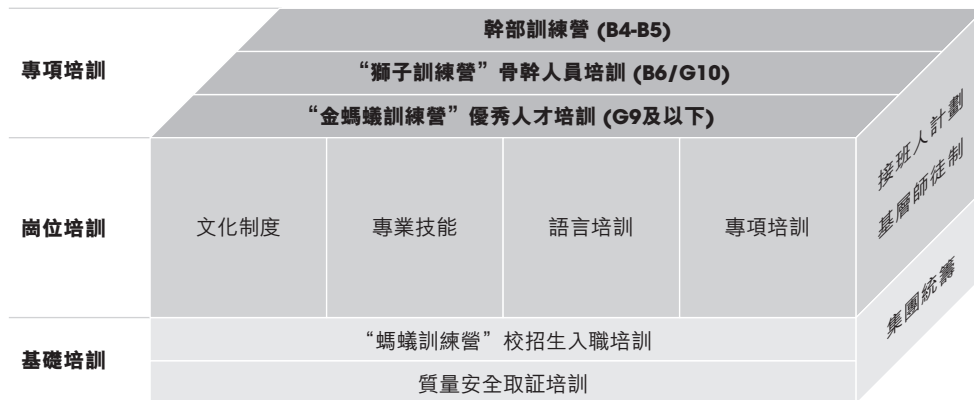 專項培訓
幹部訓練營 (B4-B5)
“獅子訓練營”骨幹人員培訓 (B6/G10)
“金螞蟻訓練營”優秀人才培訓 (G9及以下)
崗位培訓
文化制度
專業技能
語言培訓
專項培訓
接班人計劃
基層師徒制
基礎培訓
“螞蟻訓練營”校招生入職培訓
質量安全取証培訓
集團統籌